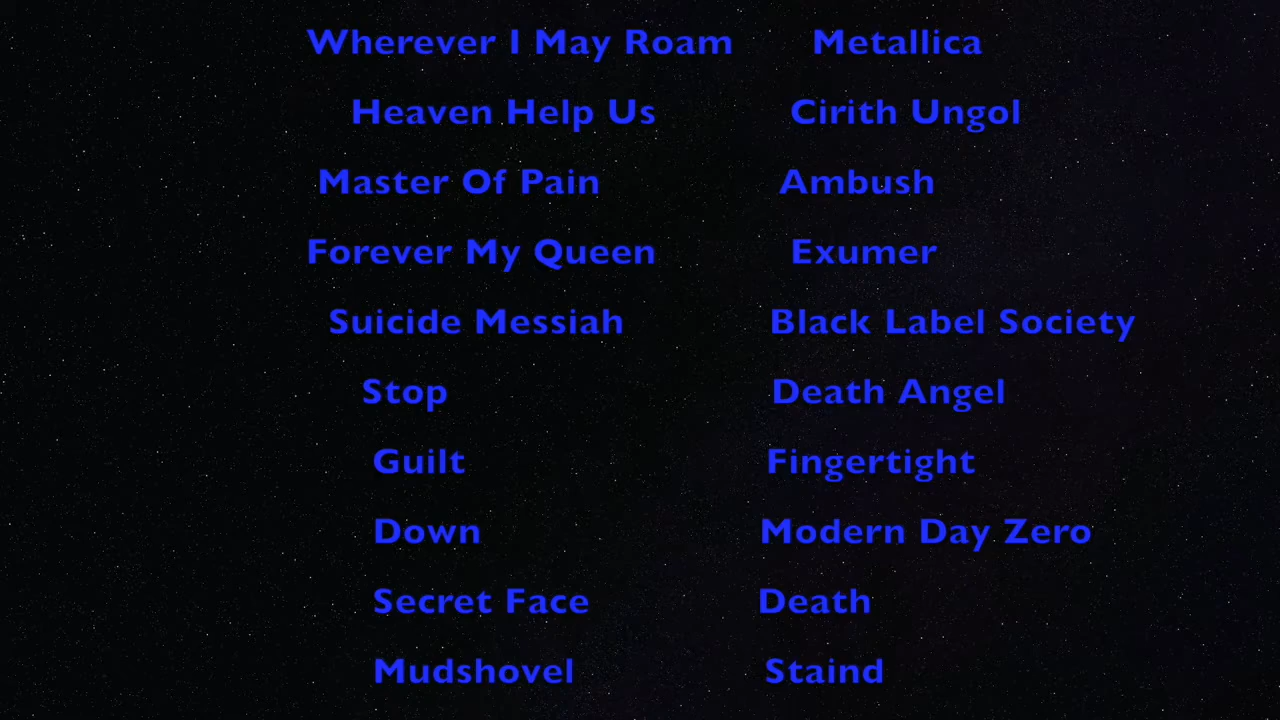 Wherever I May Roam Metallica
Heaven Help Us Cirith Ungol
Master Of Pain Ambush
Forever My Queen Exumer
Suicide Messiah Black Label Society
Stop Death Angel
Guilt Fingertight
Down Modern Day Zero
Secret Face Death
Mudshovel Staind